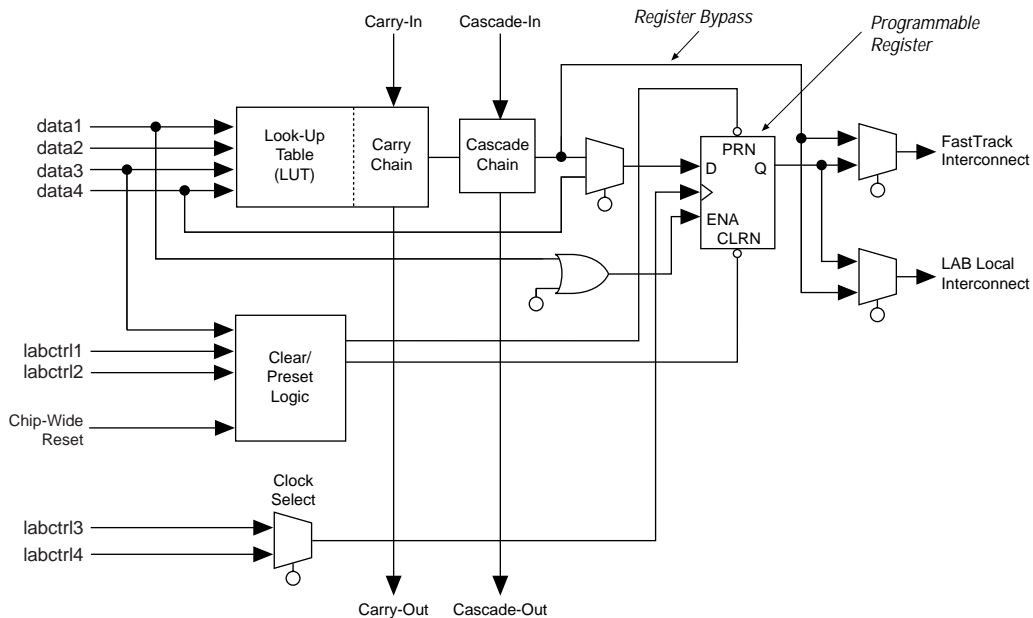 Carry-In
Cascade-In
Register Bypass
Programmable
Register
data1
data2
data3
data4
Look-Up
Table
(LUT)
Carry
Chain
Cascade
Chain
PRN
D
Q
ENA
CLRN
FastTrack
Interconnect
LAB Local
Interconnect
labctrl1
labctrl2
Chip-Wide
Reset
Clear/
Preset
Logic
Clock
Select
labctrl3
labctrl4
Carry-Out
Cascade-Out